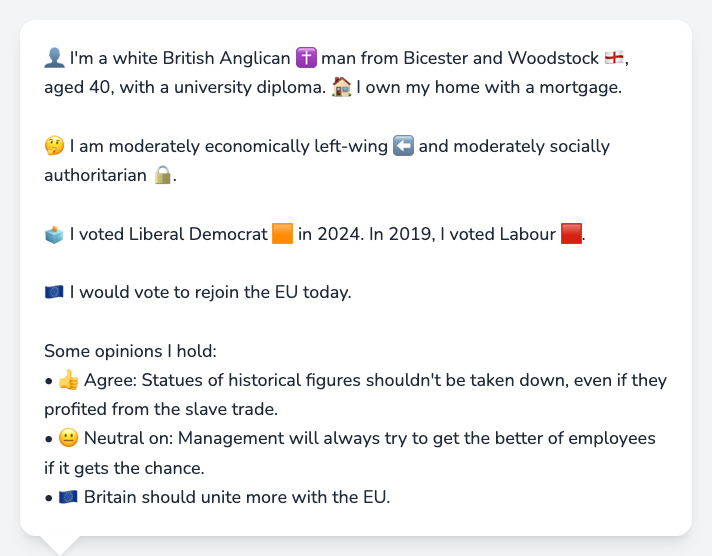 👤 I'm a white British Anglican ✝️ man from Bicester and Woodstock 🏴󠁧󠁢󠁥󠁮󠁧󠁿,
aged 40, with a university diploma. 🏠 I own my home with a mortgage.
🤔 I am moderately economically left-wing ⬅️ and moderately socially
authoritarian 🔒.
🗳️ I voted Liberal Democrat 🟧 in 2024. In 2019, I voted Labour 🟥.
🇪🇺 I would vote to rejoin the EU today.
Some opinions I hold:
• 👍 Agree: Statues of historical figures shouldn't be taken down, even if they
profited from the slave trade.
• 😐 Neutral on: Management will always try to get the better of employees
if it gets the chance.
• 🇪🇺 Britain should unite more with the EU.